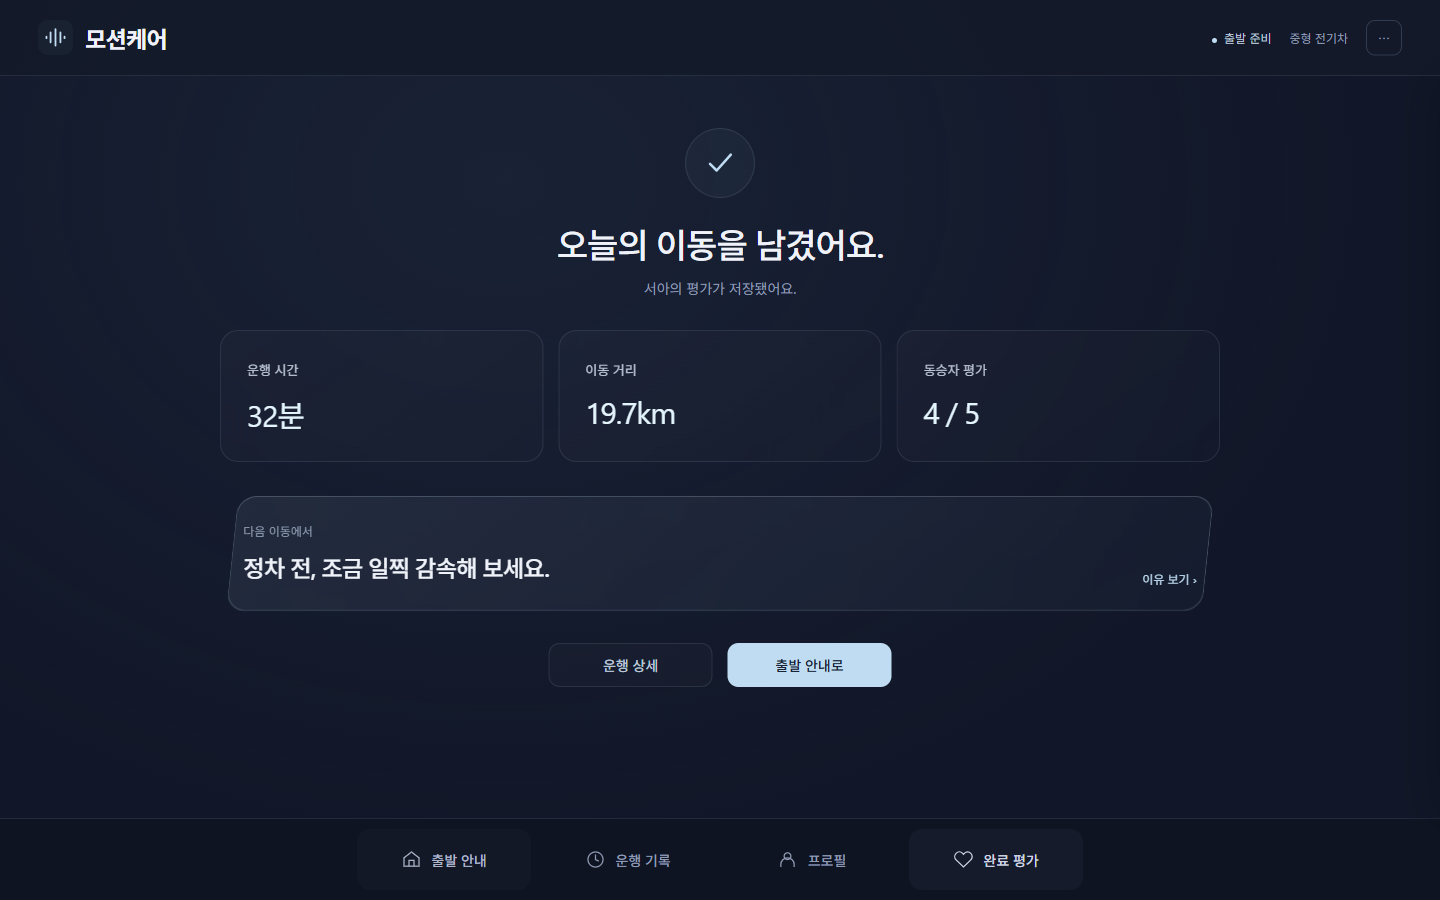 모션케어
출발 준비
중형 전기차
···
오늘의 이동을 남겼어요.
서아의 평가가 저장됐어요.
운행 시간
32분
이동 거리
19.7km
동승자 평가
4 / 5
다음 이동에서
정차 전, 조금 일찍 감속해 보세요.
이유 보기 ›
운행 상세
출발 안내로
출발 안내
운행 기록
프로필
완료 평가